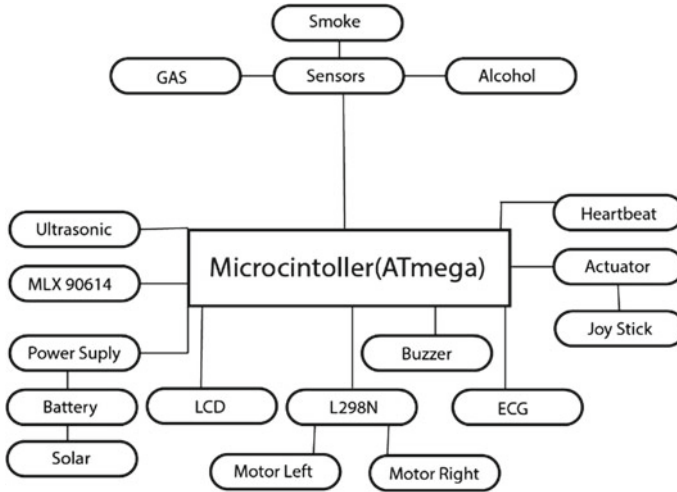 Smoke
GAS
Sensors
Alcohol
Ultrasonic
Heartbeat
Microcintoller(ATmega)
MLX 90614
Actuator
Joy Stick
Power Suply
Buzzer
Battery
LCD
L298N
ECG
Solar
Motor Left
Motor Right